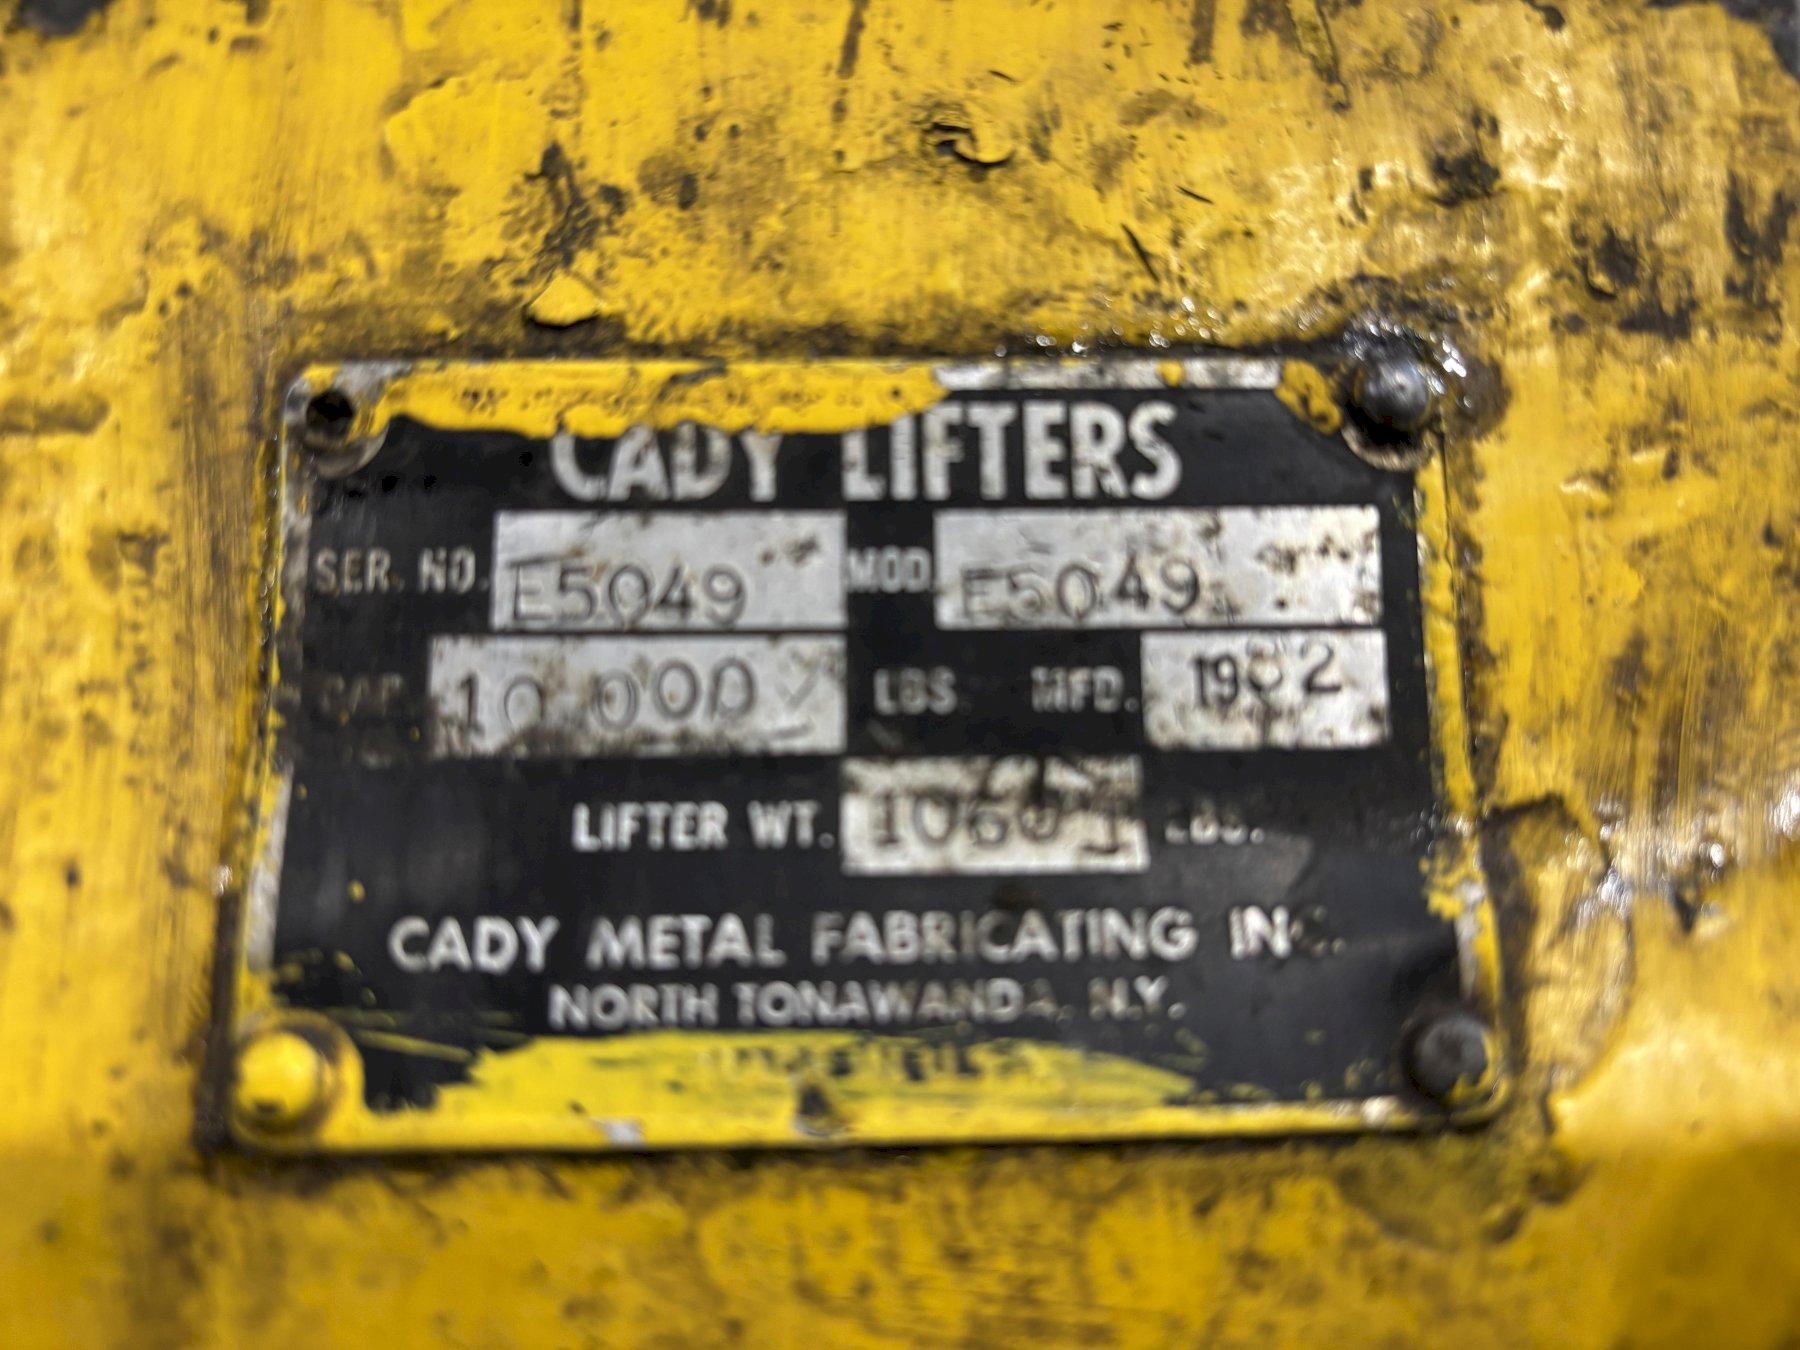 CADY LIFTERS
SER. NO. E5049 MOD. E5049
CAP. 10 000 LBS. MFD.
LIFTER WT. LBS.
CADY METAL FABRICATING INC.
NORTH TONAWANDA, N.Y.